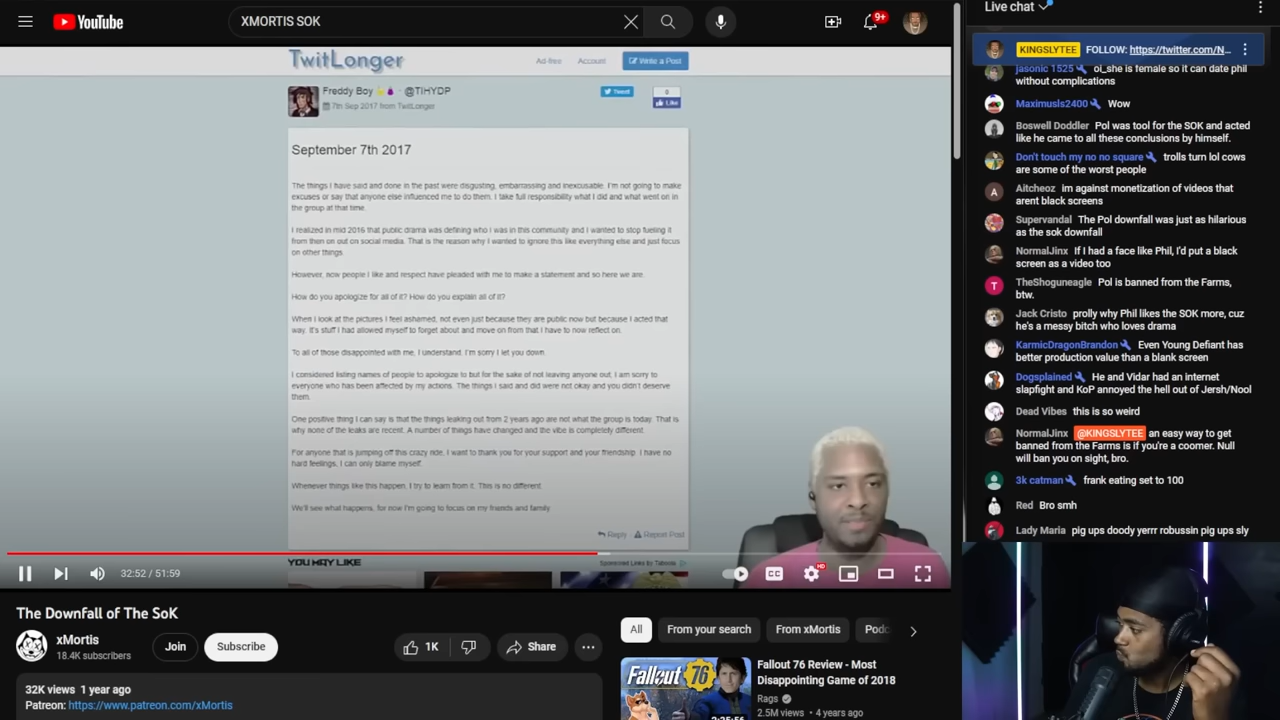 YouTube
XMORTIS SOK
9+
TwitLonger
Ad-free Account Write a Post
Freddy Boy · @TIHYDP
7th Sep 2017 from TwitLonger
Tweet
0
Like
September 7th 2017
The things I have said and done in the past were disgusting, embarrassing and inexcusable. I'm not going to make
excuses or say that anyone else influenced me to do them. I take full responsibility what I did and what went on in
the group at that time.
I realized in mid 2016 that public drama was defining who I was in this community and I wanted to stop fueling it
from then on out on social media. That is the reason why I wanted to ignore this like everything else and just focus
on other things
However, now people I like and respect have pleaded with me to make a statement and so here we are.
How do you apologize for all of it? How do you explain all of it?
When I look at the pictures I feel ashamed, not even just because they are public now but because I acted that
way. It's stuff I had allowed myself to forget about and move on from that I have to now reflect on.
To all of those disappointed with me, I understand. I'm sorry I let you down.
I considered listing names of people to apologize to but for the sake of not leaving anyone out, I am sorry to
everyone who has been affected by my actions. The things I said and did were not okay and you didn't deserve
them.
One positive thing I can say is that the things leaking out from 2 years ago are not what the group is today. That is
why none of the leaks are recent. A number of things have changed and the vibe is completely different.
For anyone that is jumping off this crazy ride, I want to thank you for your support and your friendship. I have no
hard feelings, I can only blame myself.
Whenever things like this happen, I try to learn from it. This is no different.
We'll see what happens, for now I'm going to focus on my friends and family
Reply Report Post
YOU MAY LIKE
Sponsored Links by Taboola
32:52 / 51:59
CC
HD
The Downfall of The SoK
xMortis
18.4K subscribers
Join
Subscribe
1K
Share
32K views 1 year ago
Patreon: https://www.patreon.com/xMortis
All
From your search
From xMortis
Podc
Fallout 76
2:25:56
Fallout 76 Review - Most
Disappointing Game of 2018
Rags
2.5M views • 4 years ago
Live chat
KINGSLYTEE FOLLOW: https://twitter.com/N...
jasonic 1525 ol_she is female so it can date phil
without complications
Maximusls2400 Wow
Boswell Doddler Pol was tool for the SOK and acted
like he came to all these conclusions by himself.
Don't touch my no no square trolls turn lol cows
are some of the worst people
A
Aitcheoz im against monetization of videos that
arent black screens
Supervandal The Pol downfall was just as hilarious
as the sok downfall
NormalJinx If I had a face like Phil, I'd put a black
screen as a video too
T
TheShoguneagle Pol is banned from the Farms,
btw.
Jack Cristo prolly why Phil likes the SOK more, cuz
he's a messy bitch who loves drama
KarmicDragonBrandon Even Young Defiant has
better production value than a blank screen
Dogsplained He and Vidar had an internet
slapfight and KoP annoyed the hell out of Jersh/Nool
Dead Vibes this is so weird
NormalJinx @KINGSLYTEE an easy way to get
banned from the Farms is if you're a coomer. Null
will ban you on sight, bro.
3k catman frank eating set to 100
Red Bro smh
Lady Maria pig ups doody yerrr robussin pig ups sly